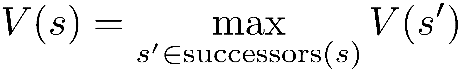 V(s) = max_{s′∈successors(s)} V(s′)